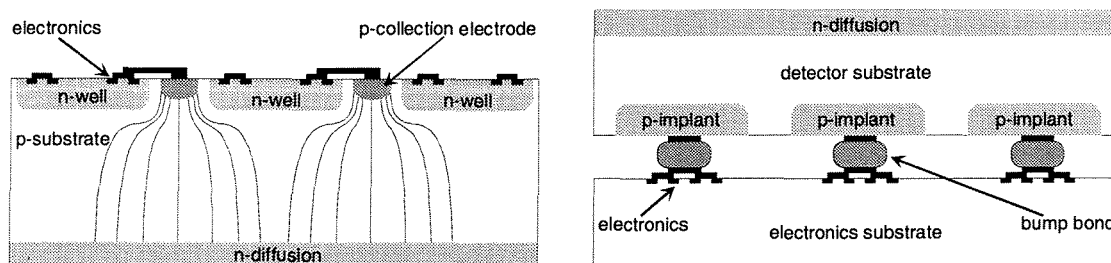 electronics
p-collection electrode
n-well
n-well
n-well
p-substrate
n-diffusion
n-diffusion
detector substrate
p-implant
p-implant
p-implant
electronics
bump bond
electronics substrate